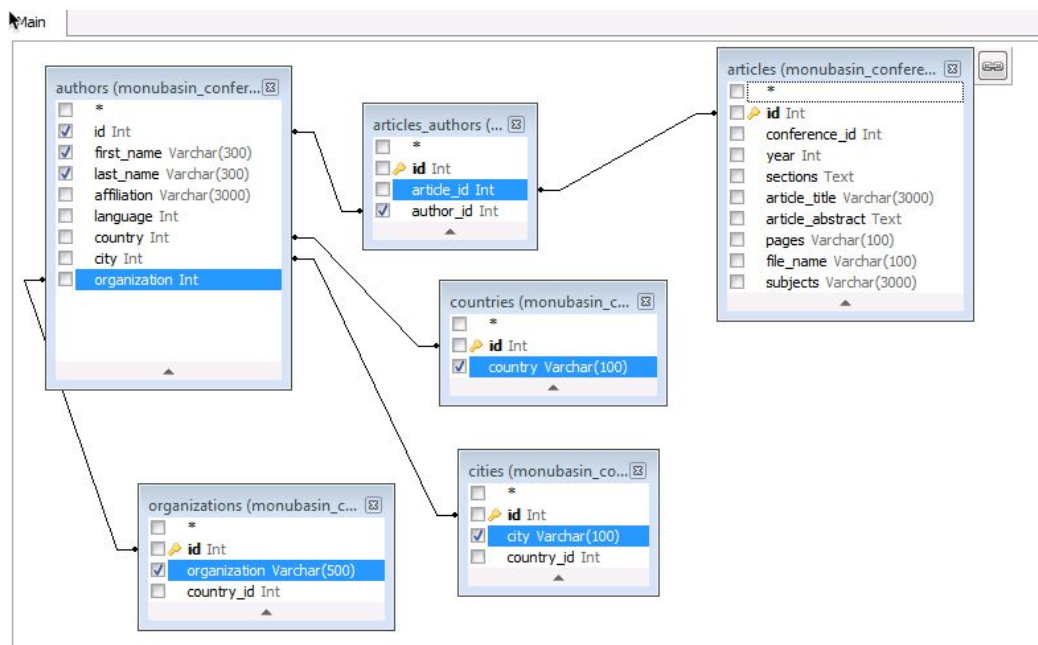 Main
authors (monubasin_confer...
*
id Int
first_name Varchar(300)
last_name Varchar(300)
affiliation Varchar(3000)
language Int
country Int
city Int
organization Int
articles_authors (...
*
id Int
article_id Int
author_id Int
articles (monubasin_confere...
*
id Int
conference_id Int
year Int
sections Text
article_title Varchar(3000)
article_abstract Text
pages Varchar(100)
file_name Varchar(100)
subjects Varchar(3000)
countries (monubasin_c...
*
id Int
country Varchar(100)
organizations (monubasin_c...
*
id Int
organization Varchar(500)
country_id Int
cities (monubasin_co...
*
id Int
city Varchar(100)
country_id Int